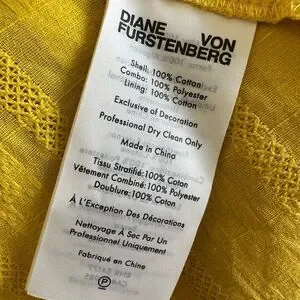 DIANE VON
FURSTENBERG
Shell: 100% Cotton
Combo: 100% Polyester
Lining: 100% Cotton
Exclusive of Decoration
Professional Dry Clean Only
Made in China
Tissu Stratifié:100% Coton
Vêtement Combiné:100% Polyester
Doublure:100% Coton
À L'Exception Des Décorations
Nettoyage À Sec Par Un
Professionnel Uniquement
Fabriqué en Chine
P